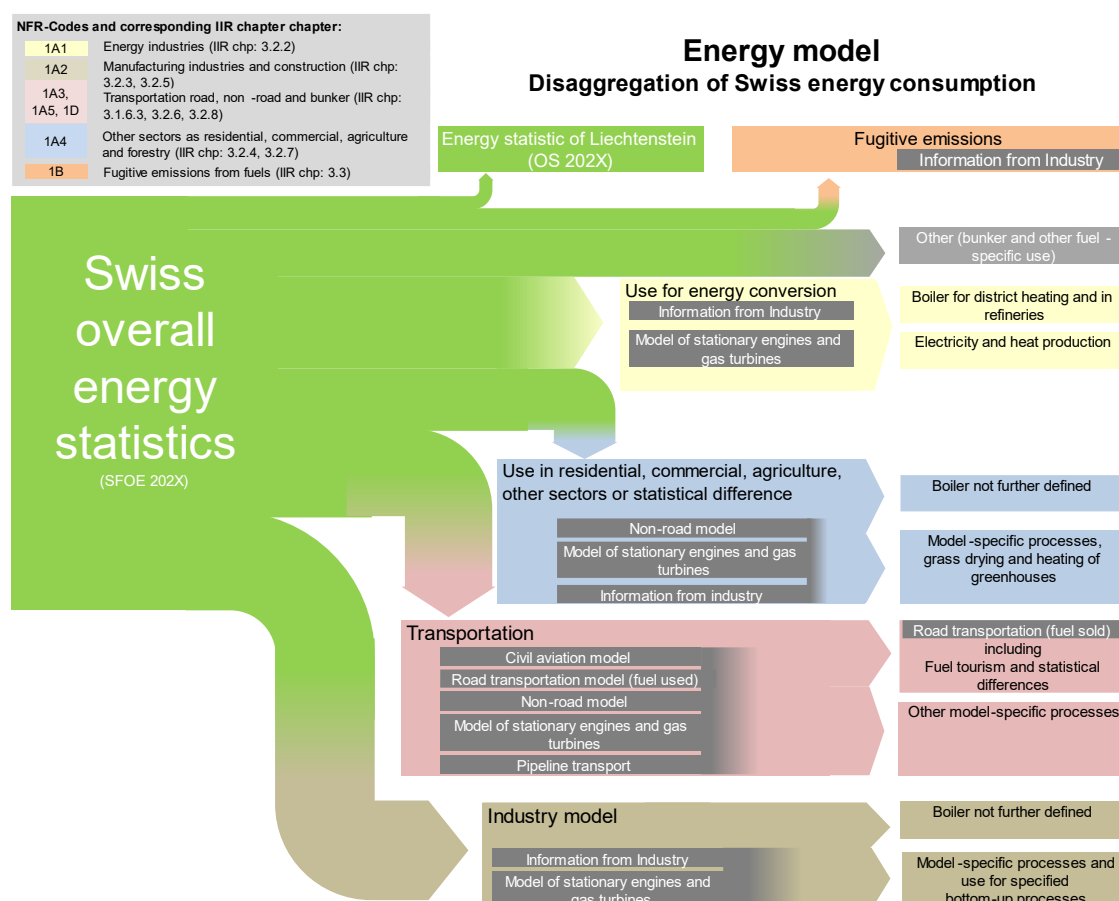 NFR-Codes and corresponding IIR chapter chapter:
1A1
Energy industries (IIR chp: 3.2.2)
1A2
Manufacturing industries and construction (IIR chp:
3.2.3, 3.2.5)
1A3,
1A5, 1D
Transportation road, non -road and bunker (IIR chp:
3.1.6.3, 3.2.6, 3.2.8)
1A4
Other sectors as residential, commercial, agriculture
and forestry (IIR chp: 3.2.4, 3.2.7)
1B
Fugitive emissions from fuels (IIR chp: 3.3)
Energy model
Disaggregation of Swiss energy consumption
Energy statistic of Liechtenstein
(OS 202X)
Fugitive emissions
Information from Industry
Swiss
overall
energy
statistics
(SFOE 202X)
Other (bunker and other fuel -
specific use)
Use for energy conversion
Information from Industry
Model of stationary engines and
gas turbines
Boiler for district heating and in
refineries
Electricity and heat production
Use in residential, commercial, agriculture,
other sectors or statistical difference
Non-road model
Model of stationary engines and gas
turbines
Information from industry
Boiler not further defined
Model -specific processes,
grass drying and heating of
greenhouses
Transportation
Civil aviation model
Road transportation model (fuel used)
Non-road model
Model of stationary engines and gas
turbines
Pipeline transport
Road transportation (fuel sold)
including
Fuel tourism and statistical
differences
Other model-specific processes
Industry model
Information from Industry
Model of stationary engines and
gas turbines
Boiler not further defined
Model -specific processes and
use for specified
bottom-up processes